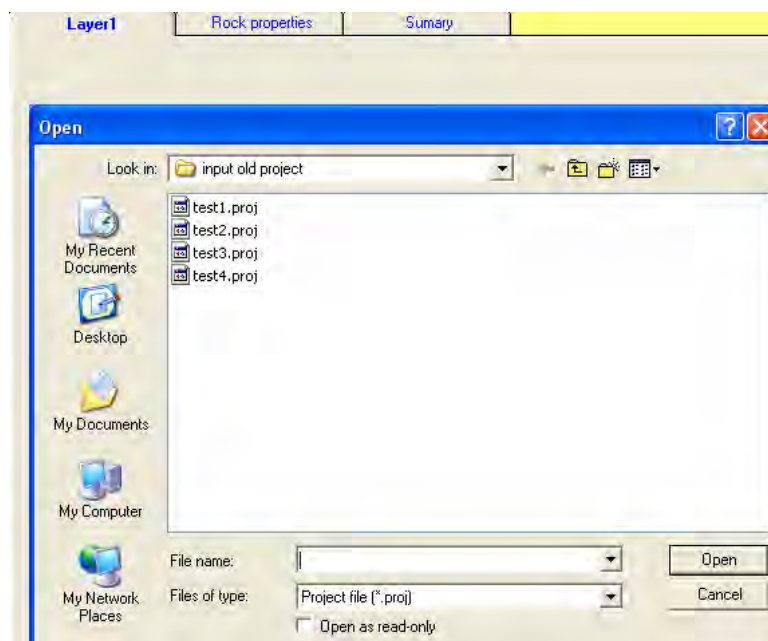 Layer1 Rock properties Sumary
Open
Look in: input old project
test1.proj
test2.proj
test3.proj
test4.proj
My Recent
Documents
Desktop
My Documents
My Computer
My Network
Places
File name: Open
Files of type: Project file (*.proj) Cancel
Open as read-only